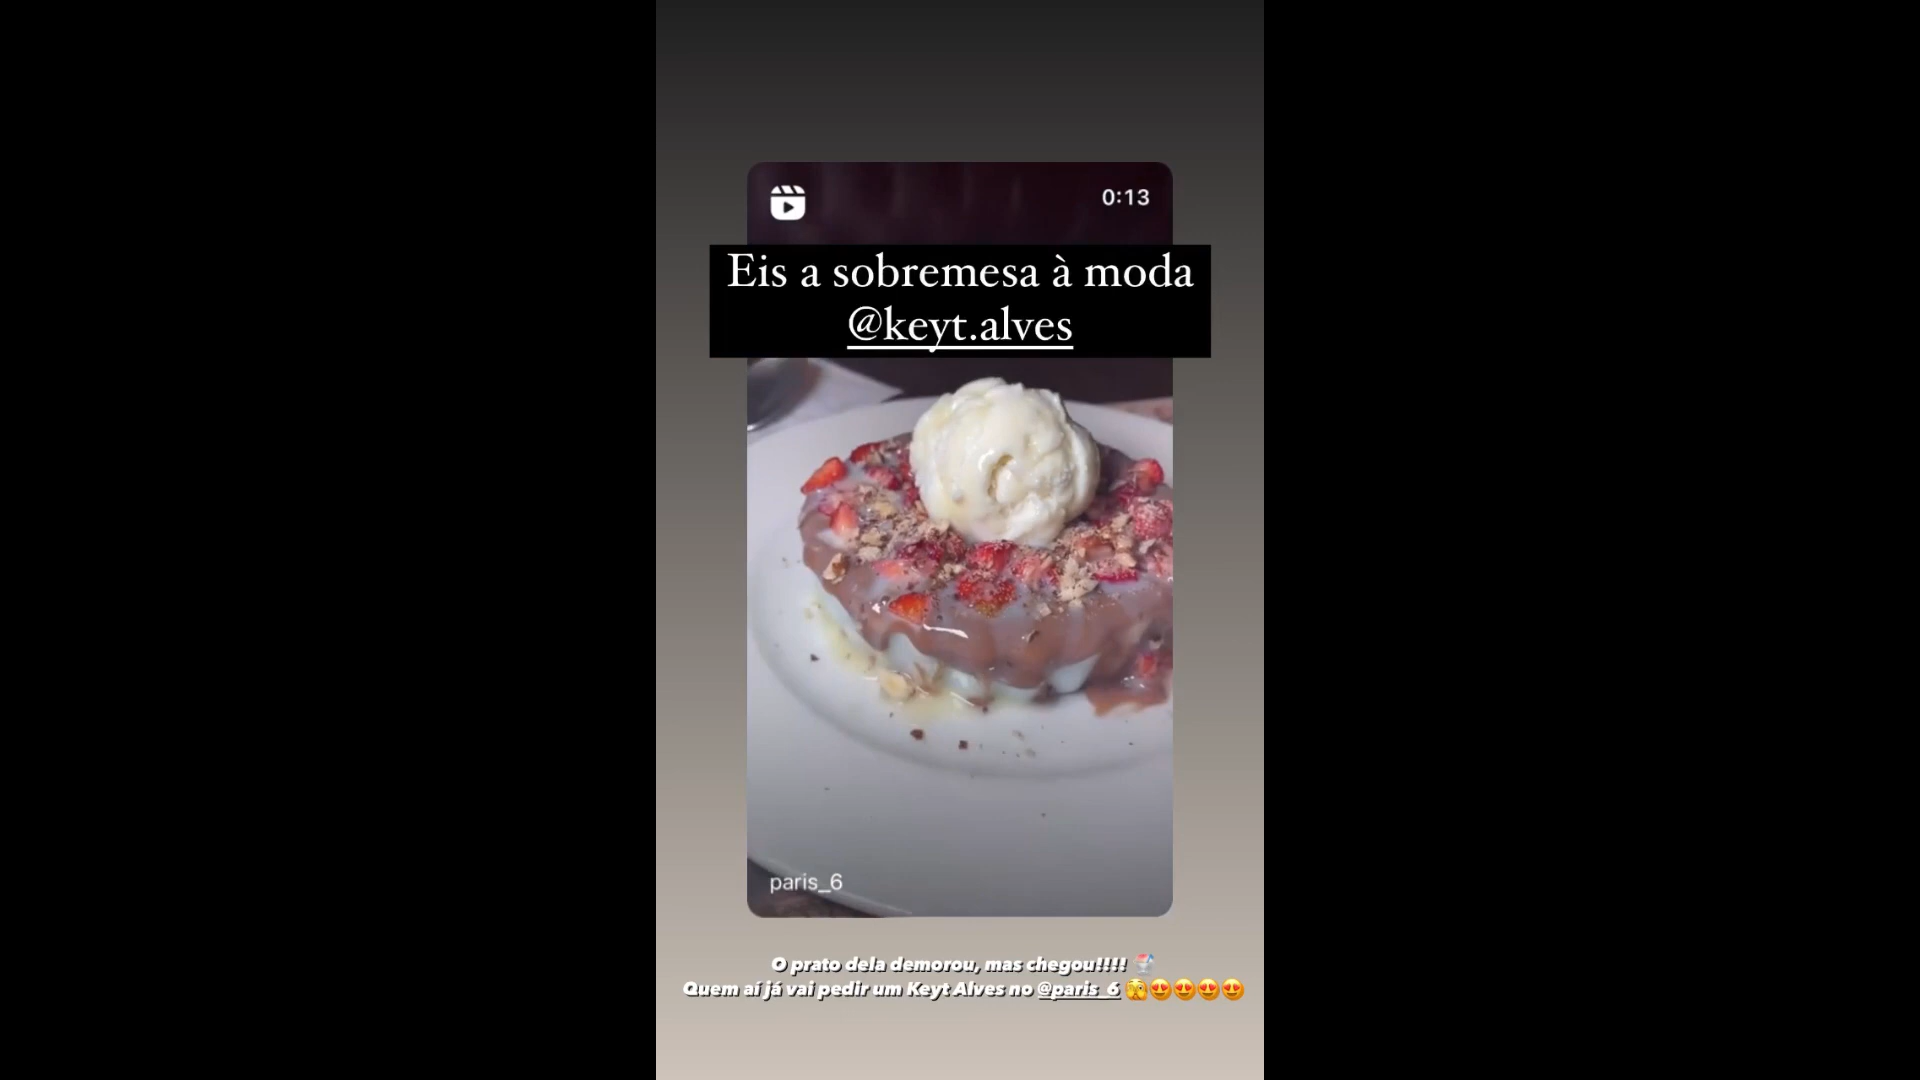 0:13
Eis a sobremesa à moda
@keyt.alves
paris_6
O prato dela demorou, mas chegou!!!! 🍧
Quem aí já vai pedir um Keyt Alves no @paris_6 🫣😍😍😍😍